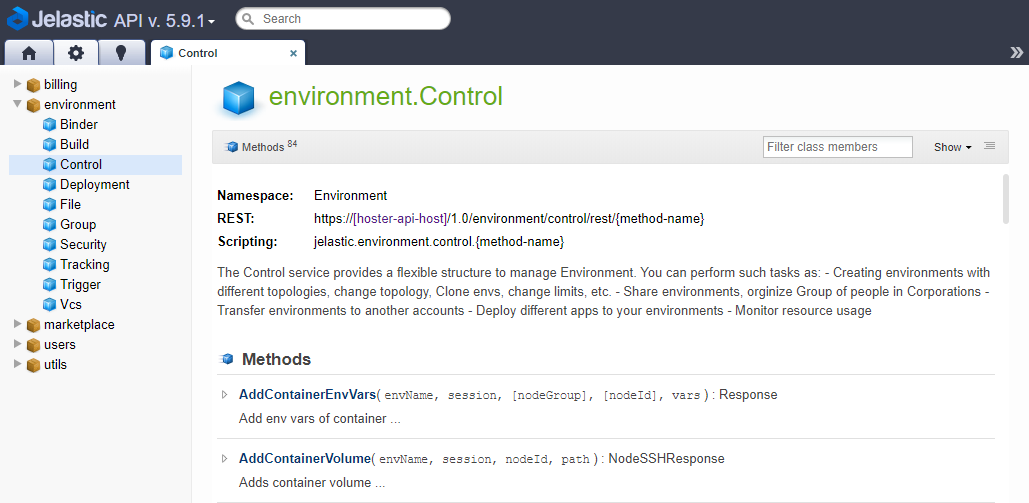 Jelastic API v. 5.9.1
Search
Control
billing
environment
Binder
Build
Control
Deployment
File
Group
Security
Tracking
Trigger
Vcs
marketplace
users
utils
environment.Control
Methods 84
Filter class members
Show
Namespace: Environment
REST: https://[hoster-api-host]/1.0/environment/control/rest/{method-name}
Scripting: jelastic.environment.control.{method-name}
The Control service provides a flexible structure to manage Environment. You can perform such tasks as: - Creating environments with
different topologies, change topology, Clone envs, change limits, etc. - Share environments, orginize Group of people in Corporations -
Transfer environments to another accounts - Deploy different apps to your environments - Monitor resource usage
Methods
AddContainerEnvVars( envName, session, [nodeGroup], [nodeId], vars ) : Response
Add env vars of container ...
AddContainerVolume( envName, session, nodeId, path ) : NodeSSHResponse
Adds container volume ...